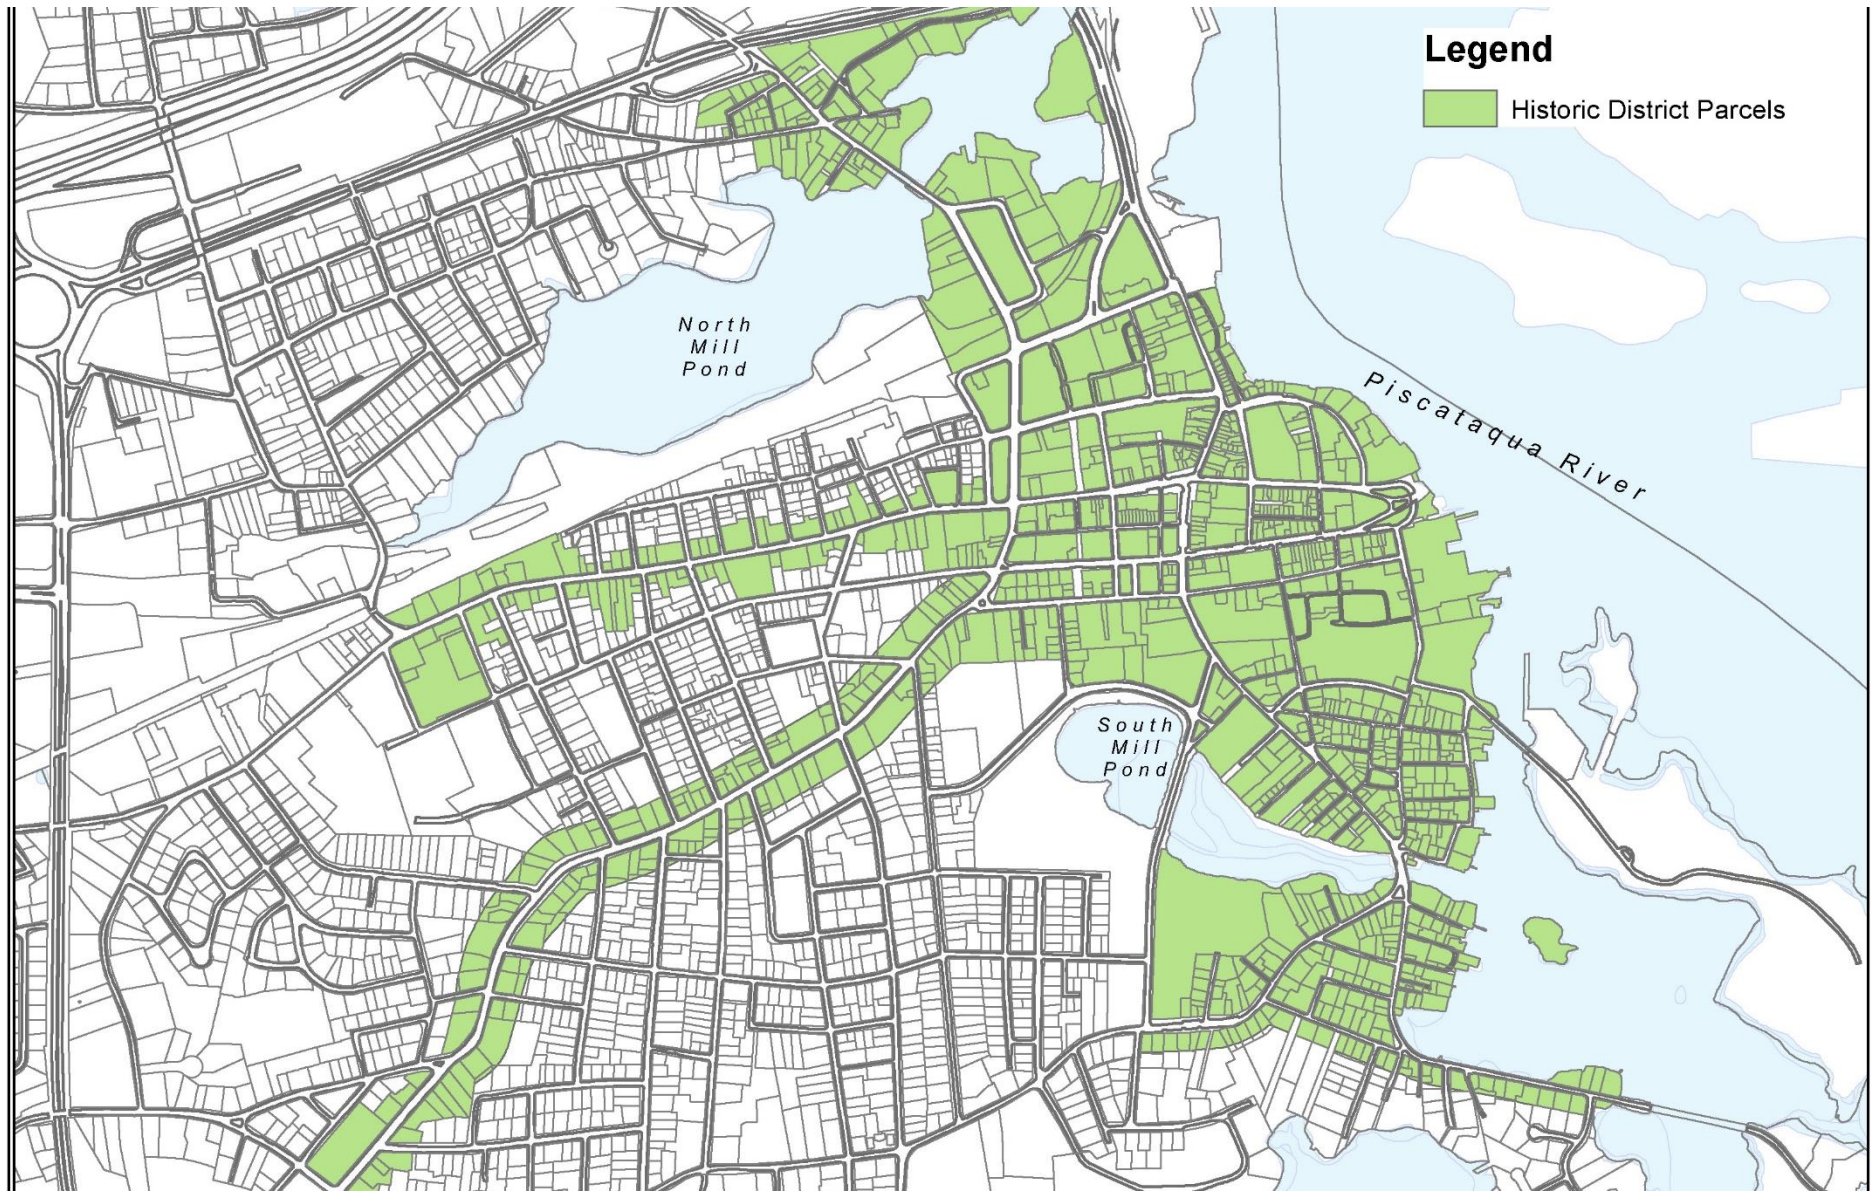 Legend
Historic District Parcels
North
Mill
Pond
Piscataqua River
South
Mill
Pond